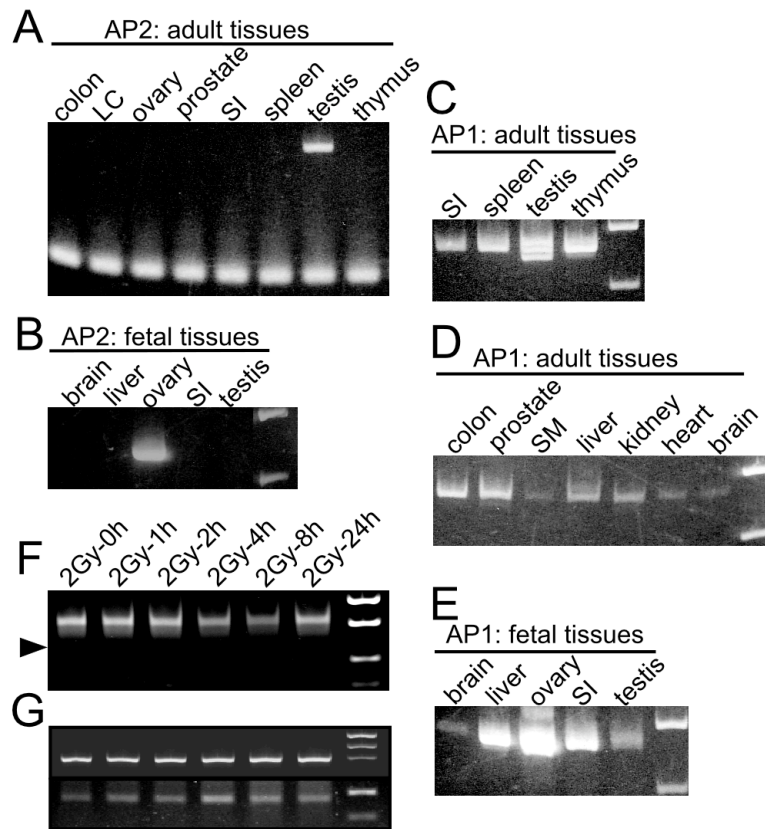 A
AP2: adult tissues
colon LC ovary prostate SI spleen testis thymus
B
AP2: fetal tissues
brain liver ovary SI testis
C
AP1: adult tissues
SI spleen testis thymus
D
AP1: adult tissues
colon prostate SM liver kidney heart brain
E
AP1: fetal tissues
brain liver ovary SI testis
F
2Gy-0h 2Gy-1h 2Gy-2h 2Gy-4h 2Gy-8h 2Gy-24h
G